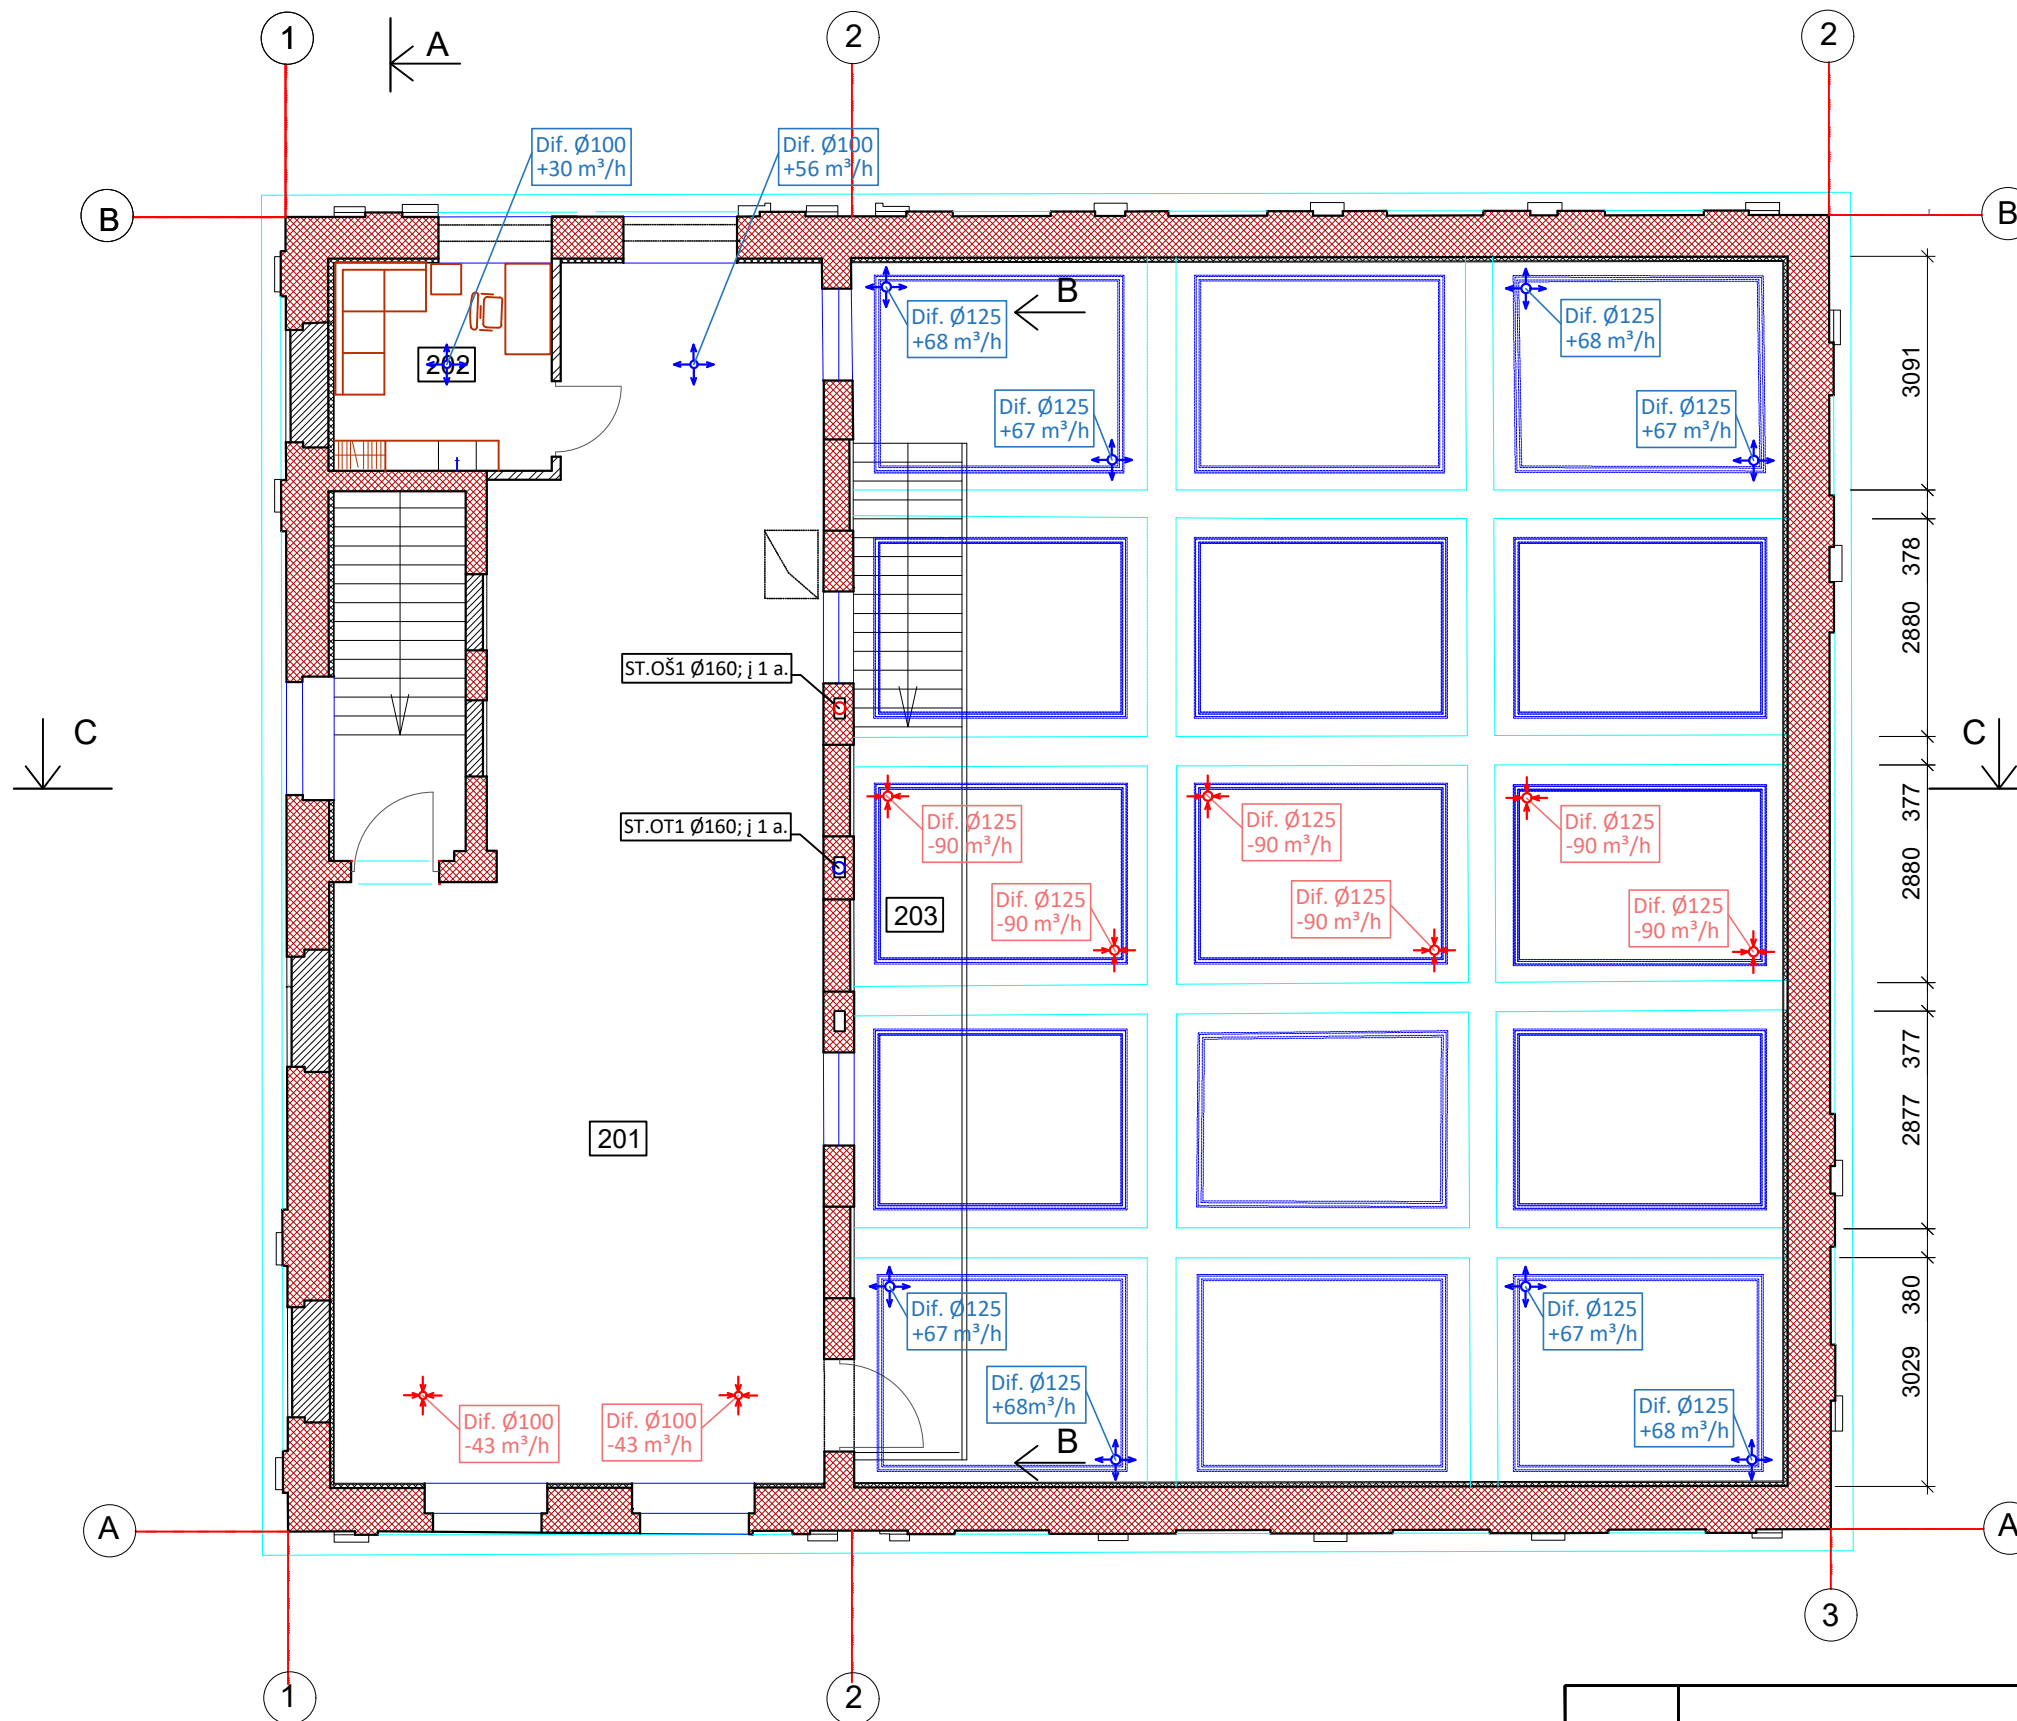 1
A
2
2
Dif. Ø100
+30 m³/h
Dif. Ø100
+56 m³/h
B
B
B
Dif. Ø125
+68 m³/h
Dif. Ø125
+68 m³/h
202
Dif. Ø125
+67 m³/h
Dif. Ø125
+67 m³/h
3091
378
2880
ST.OŠ1 Ø160; į 1 a.
C
C
377
2880
ST.OT1 Ø160; į 1 a.
Dif. Ø125
-90 m³/h
Dif. Ø125
-90 m³/h
Dif. Ø125
-90 m³/h
203
Dif. Ø125
-90 m³/h
Dif. Ø125
-90 m³/h
Dif. Ø125
-90 m³/h
377
2877
201
380
3029
Dif. Ø125
+67 m³/h
Dif. Ø125
+67 m³/h
Dif. Ø125
+68m³/h
Dif. Ø125
+68 m³/h
Dif. Ø100
-43 m³/h
Dif. Ø100
-43 m³/h
B
A
A
3
1
2